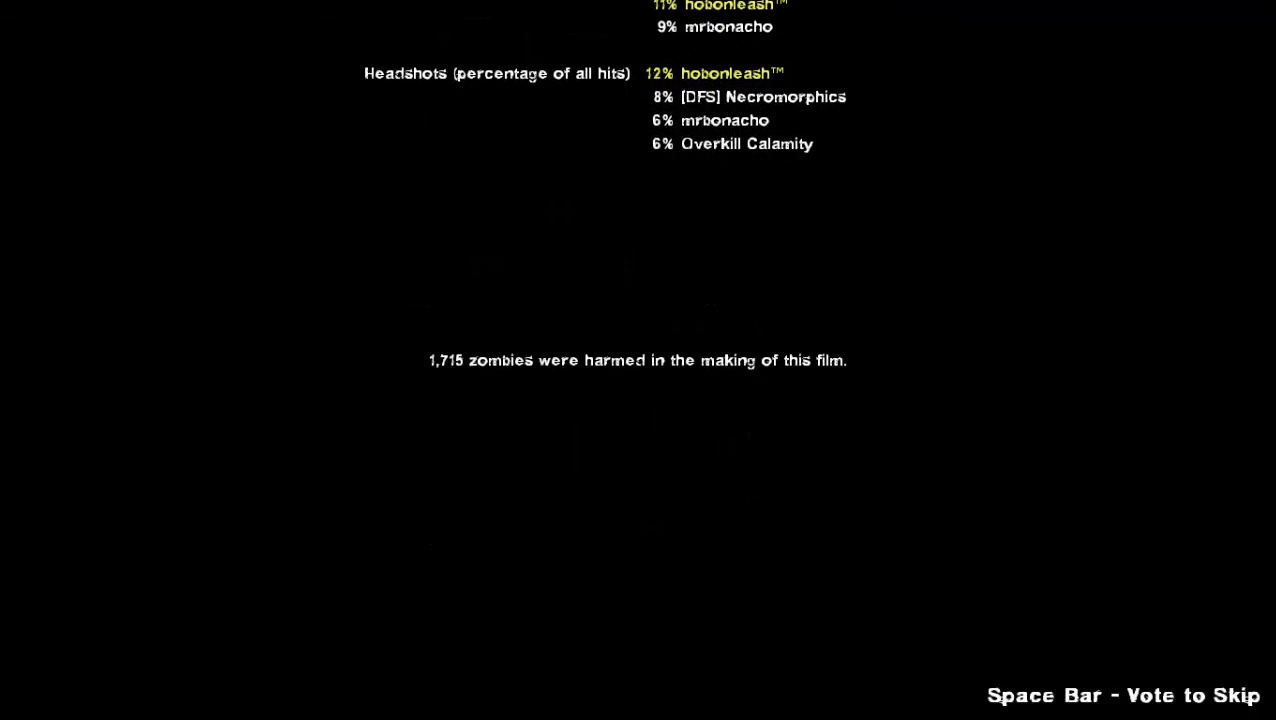 11% hobonleash™
9% mrbonacho
Headshots (percentage of all hits) 12% hobonleash™
8% [DFS] Necromorphics
6% mrbonacho
6% Overkill Calamity
1,715 zombies were harmed in the making of this film.
Space Bar - Vote to Skip